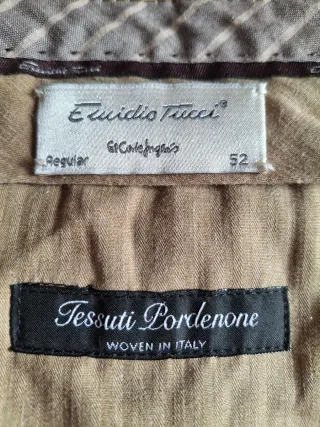 Emidio Tucci®
El Corte Inglés
Regular 52
Tessuti Pordenone
WOVEN IN ITALY